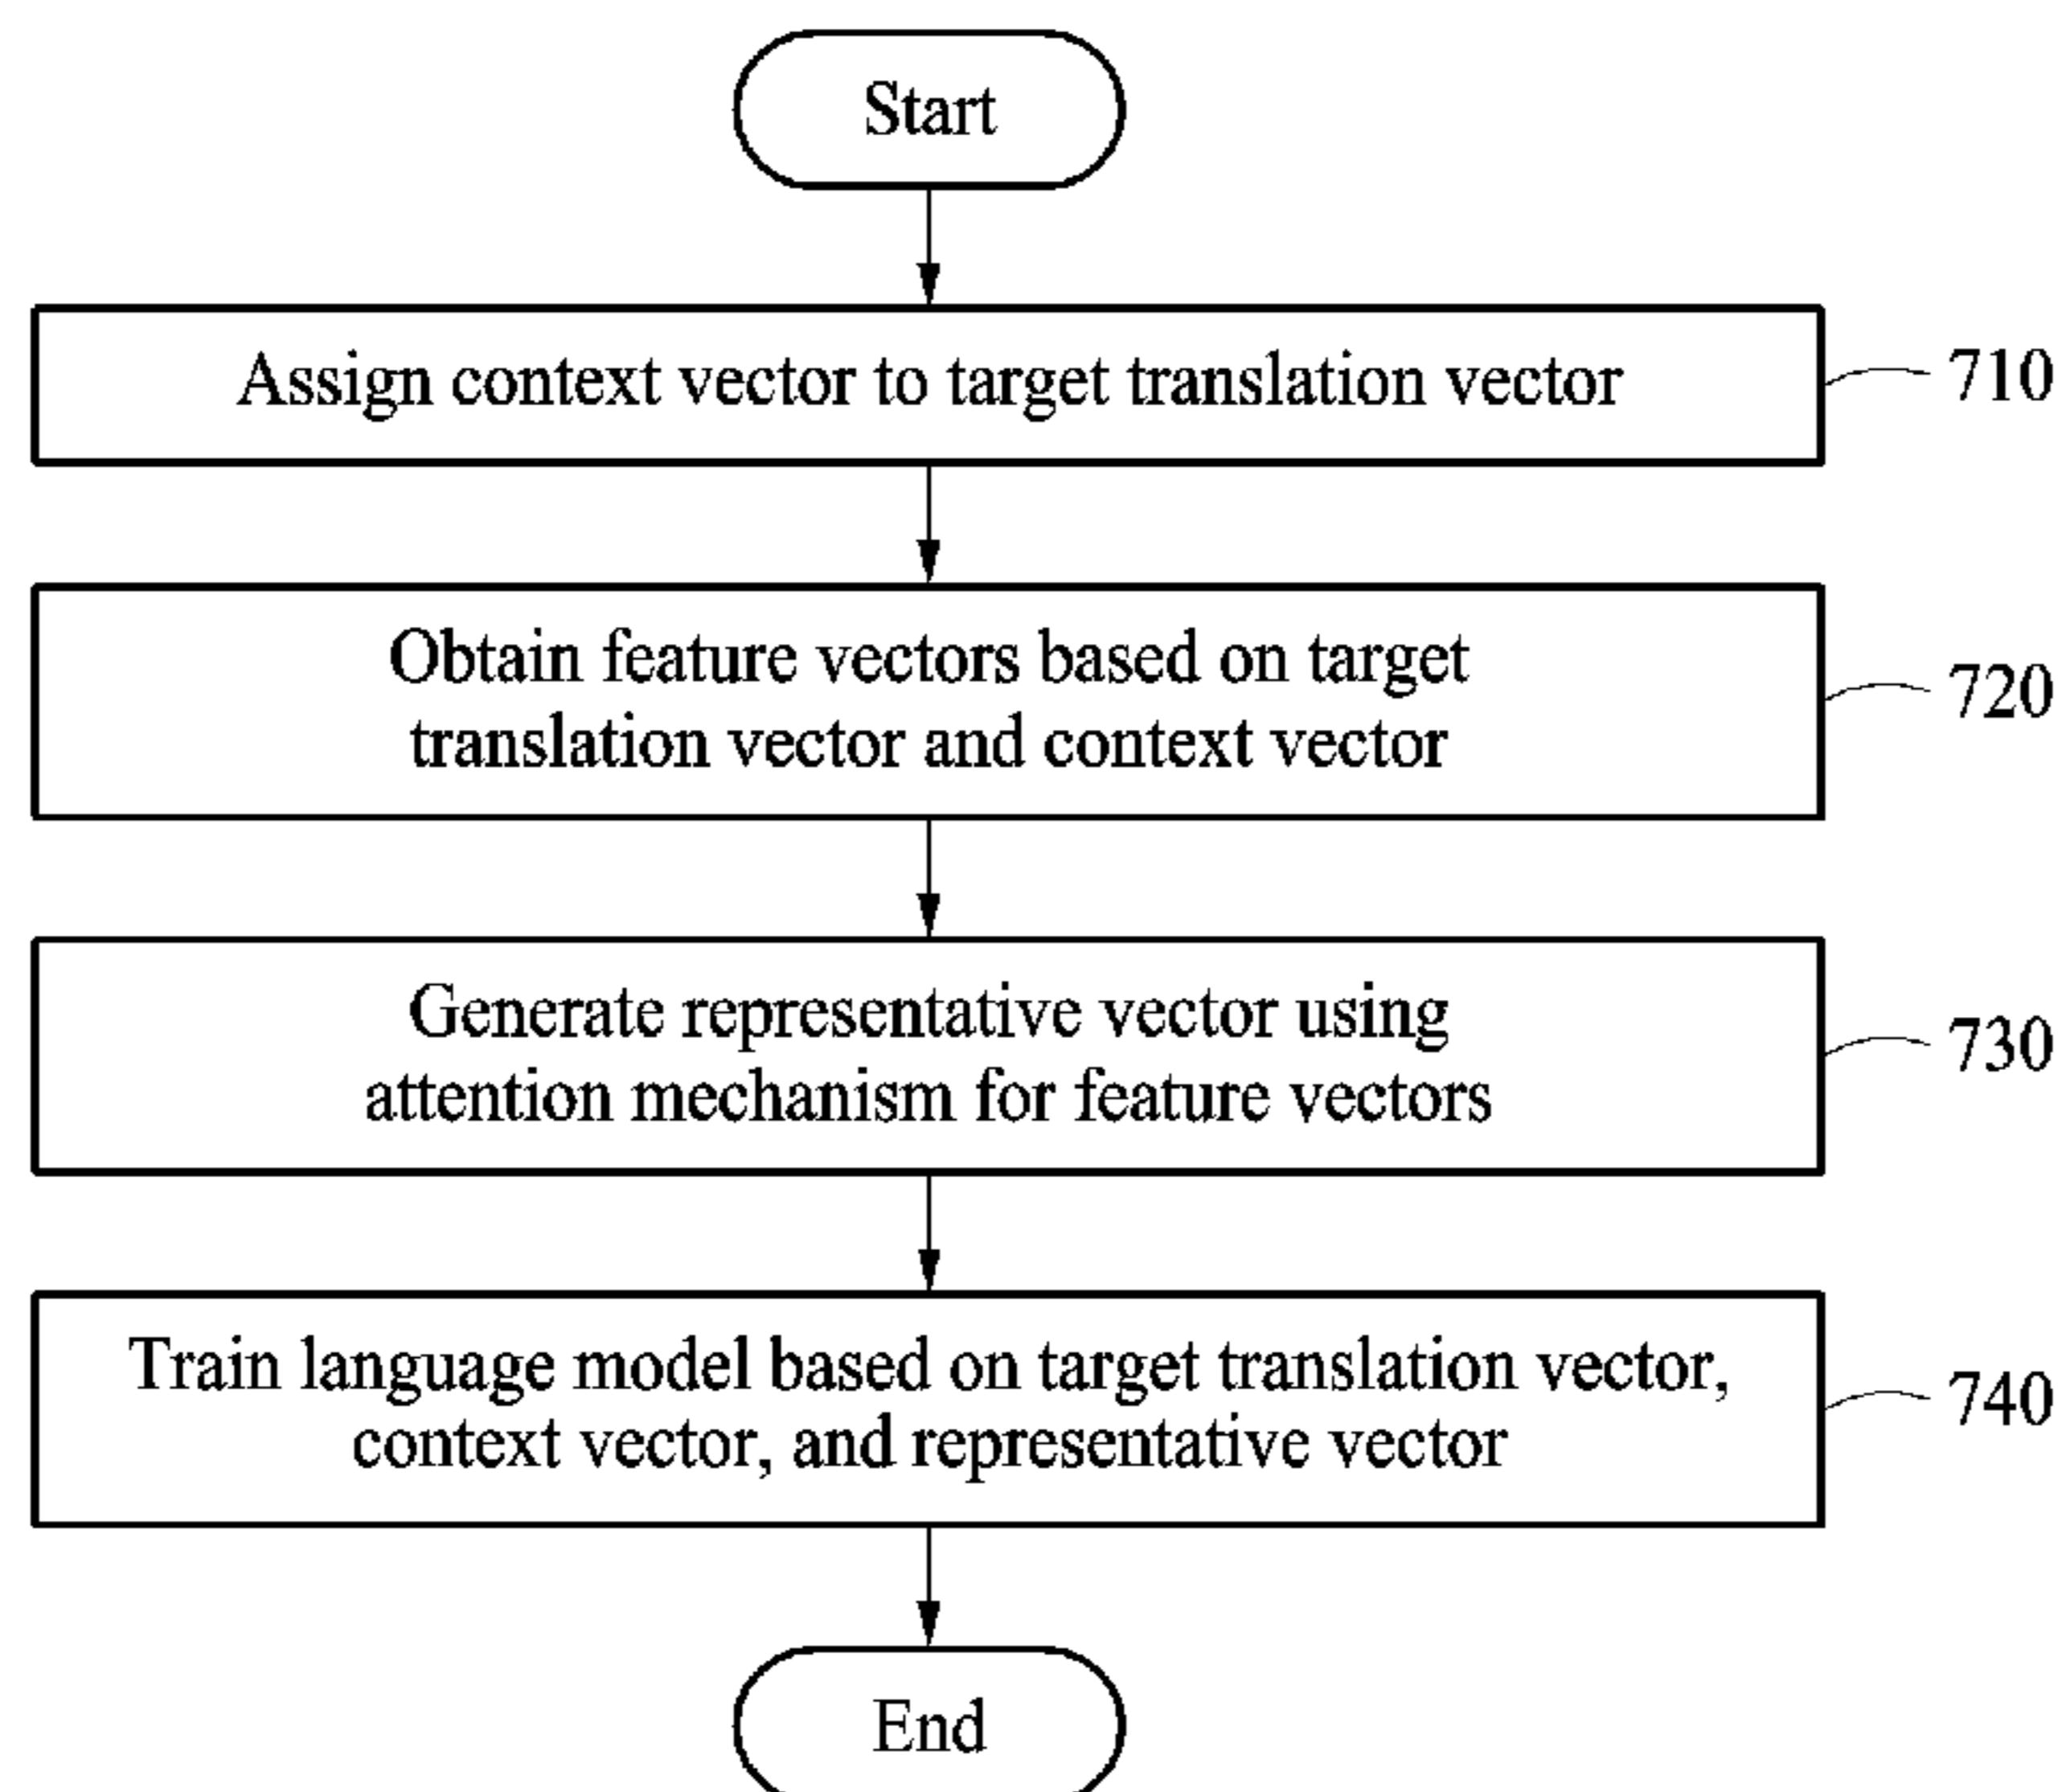 Start
Assign context vector to target translation vector
710
Obtain feature vectors based on target
translation vector and context vector
720
Generate representative vector using
attention mechanism for feature vectors
730
Train language model based on target translation vector,
context vector, and representative vector
740
End